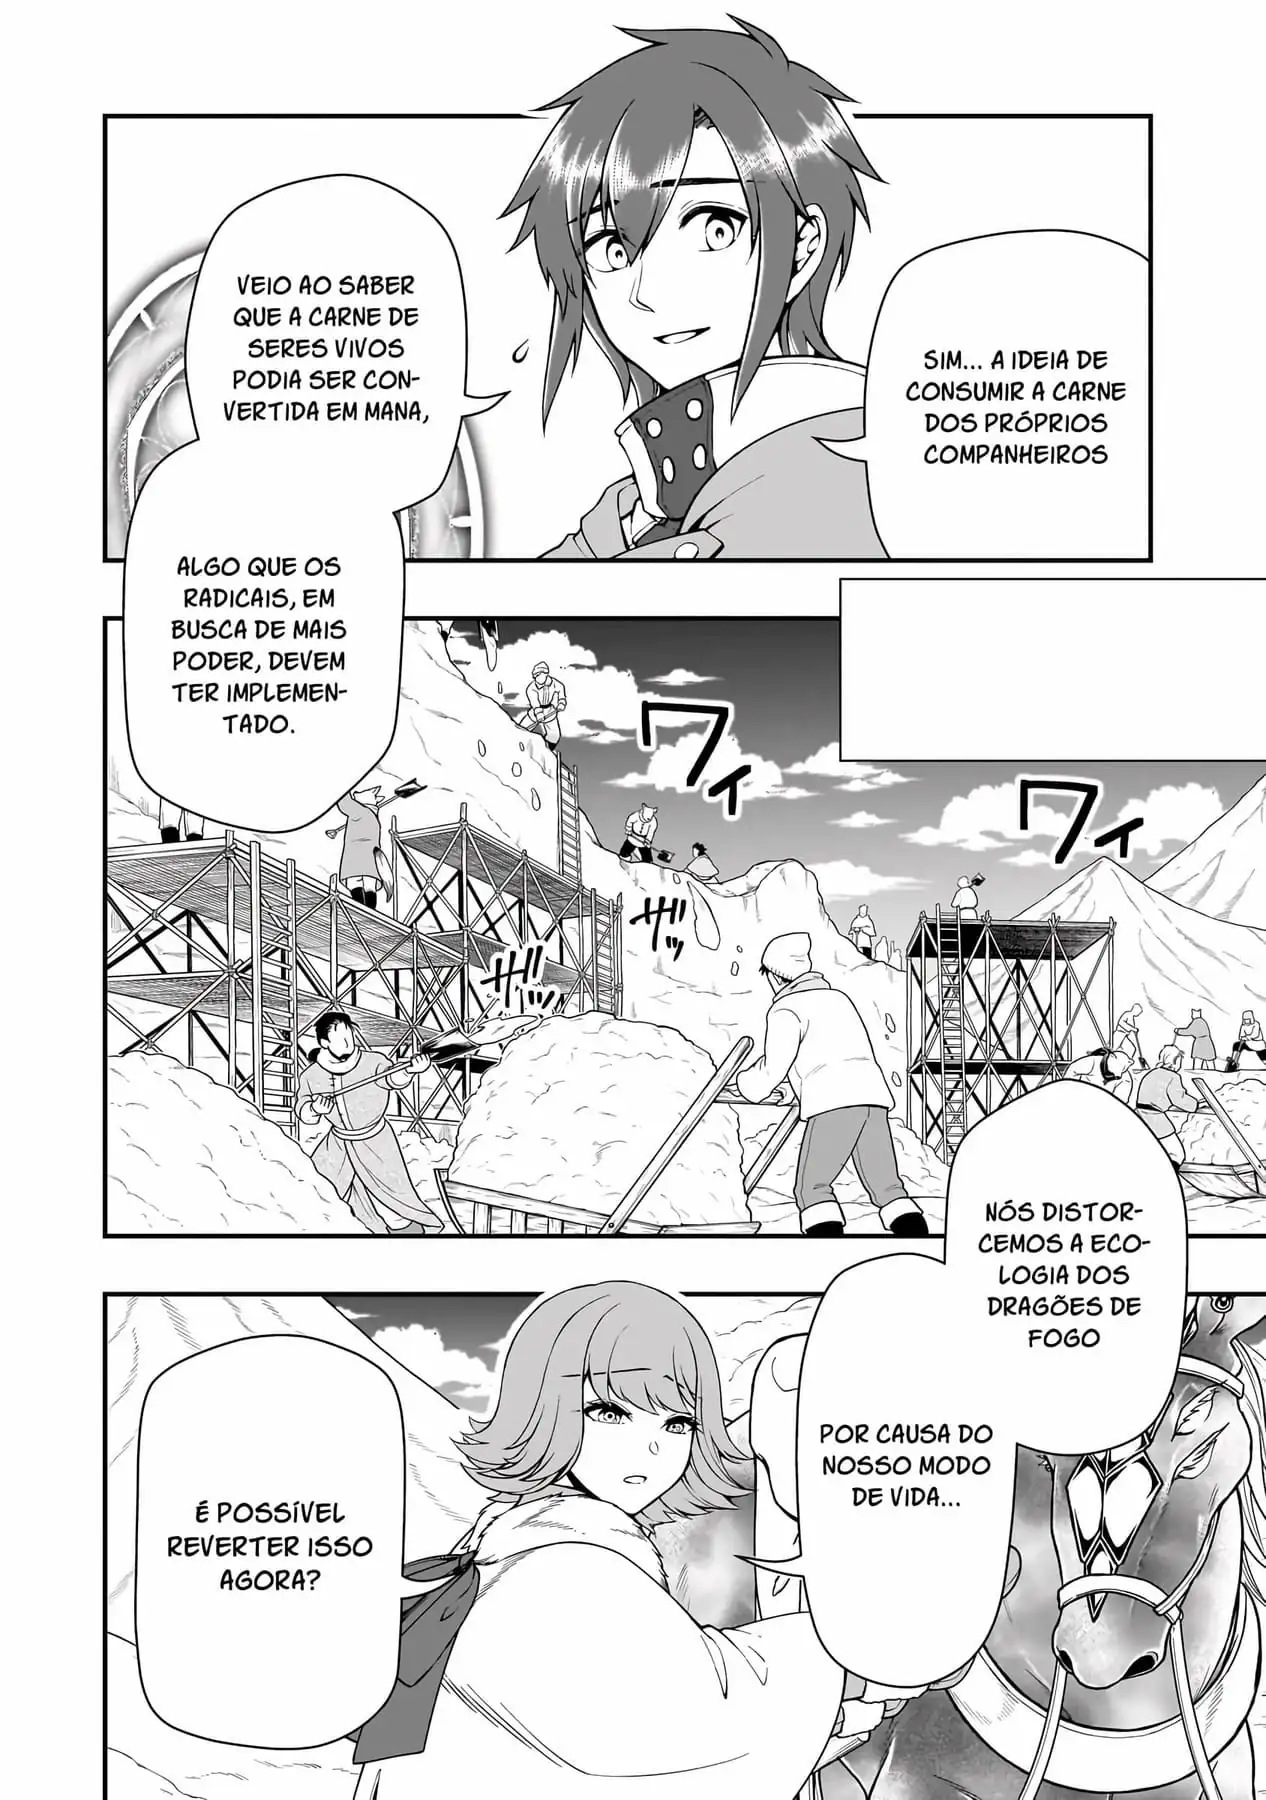 SIM... A IDEIA DE
CONSUMIR A CARNE
DOS PRÓPRIOS
COMPANHEIROS
VEIO AO SABER
QUE A CARNE DE
SERES VIVOS
PODIA SER CON-
VERTIDA EM MANA,
ALGO QUE OS
RADICAIS, EM
BUSCA DE MAIS
PODER, DEVEM
TER IMPLEMEN-
TADO.
ワイ
ワイ
ザッ
ザッ
NÓS DISTOR-
CEMOS A ECO-
LOGIA DOS
DRAGÕES DE
FOGO
POR CAUSA DO
NOSSO MODO
DE VIDA...
É POSSÍVEL
REVERTER ISSO
AGORA?